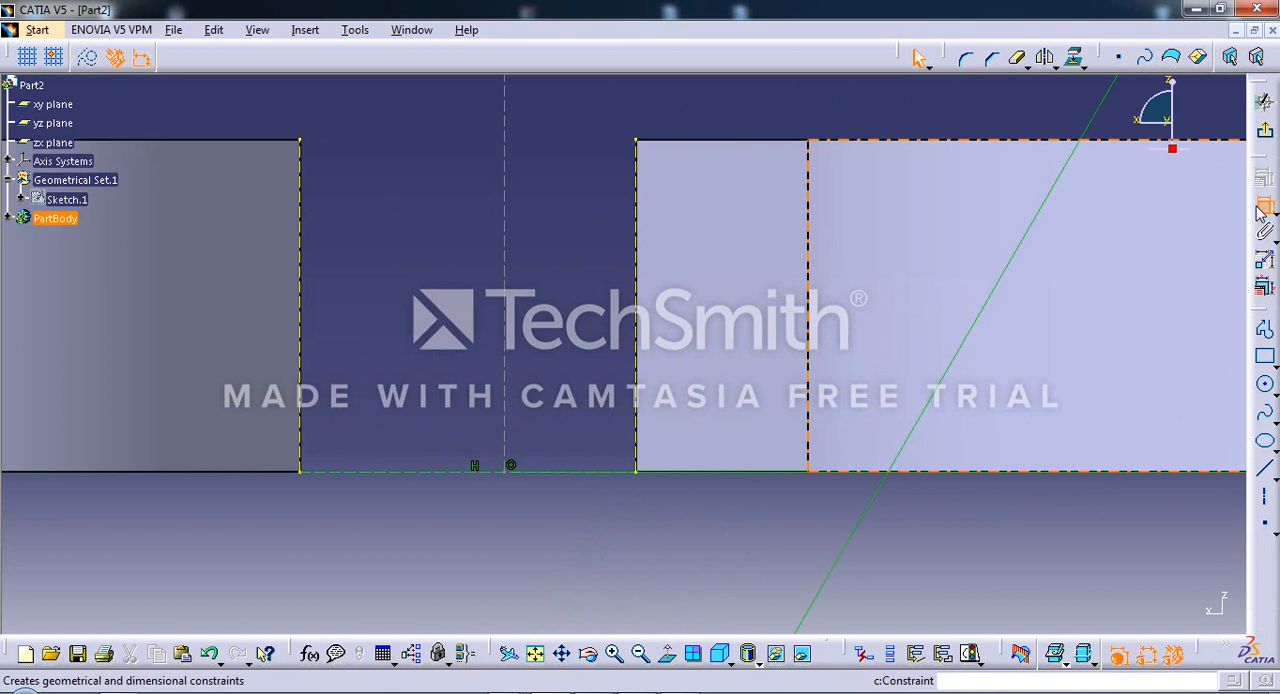 CATIA V5 - [Part2]
Start ENOVIA V5 VPM File Edit View Insert Tools Window Help
Part2
xy plane
yz plane
zx plane
Axis Systems
Geometrical Set.1
Sketch.1
PartBody
z
x
y
TechSmith®
MADE WITH CAMTASIA FREE TRIAL
H
z
x
f(x)
CATIA
Creates geometrical and dimensional constraints
c:Constraint